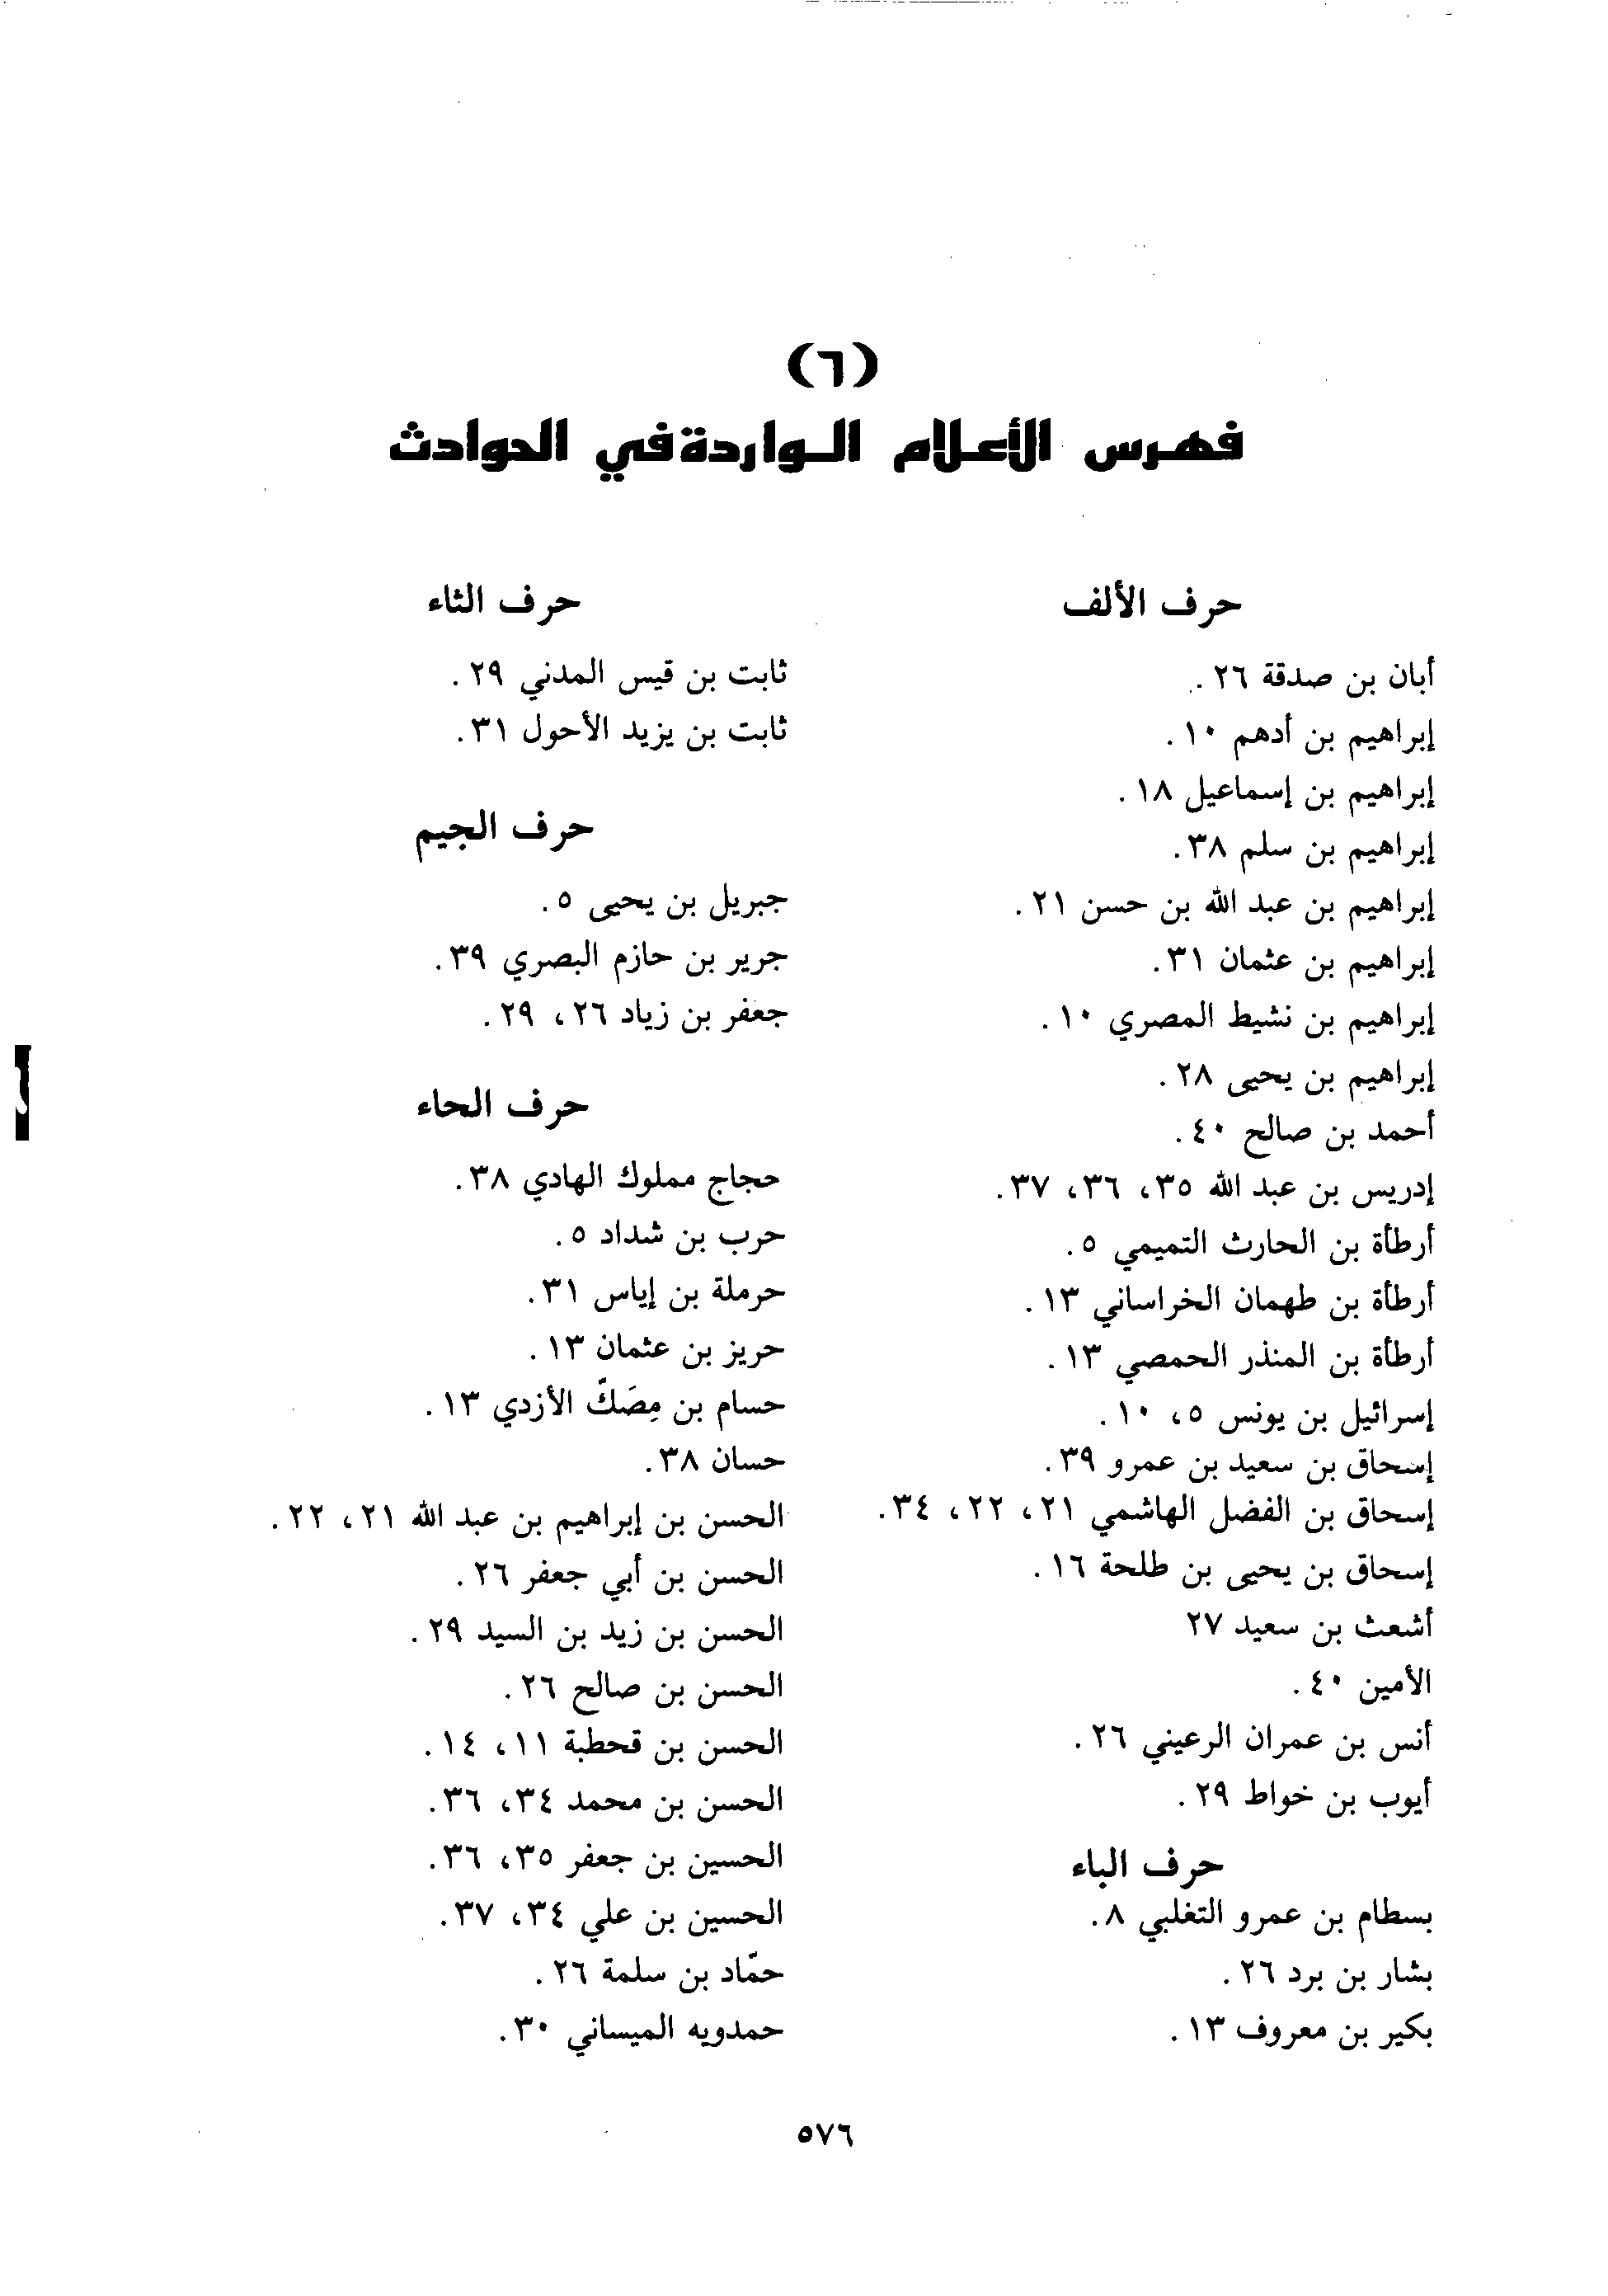 (٦)
فهرس الأعلام الواردة في الحوادث
حرف الألف
أبان بن صدقة ٢٦.
إبراهيم بن أدهم ١٠.
إبراهيم بن إسماعيل ١٨.
إبراهيم بن سلم ٣٨.
إبراهيم بن عبد الله بن حسن ٢١.
إبراهيم بن عثمان ٣١.
إبراهيم بن نشيط المصري ١٠.
إبراهيم بن يحيى ٢٨.
أحمد بن صالح ٤٠.
إدريس بن عبد الله ٣٥، ٣٦، ٣٧.
أرطأة بن الحارث التميمي ٥.
أرطأة بن طهمان الخراساني ١٣.
أرطأة بن المنذر الحمصي ١٣.
إسرائيل بن يونس ٥، ١٠.
إسحاق بن سعيد بن عمرو ٣٩.
إسحاق بن الفضل الهاشمي ٢١، ٢٢، ٣٤.
إسحاق بن يحيى بن طلحة ١٦.
أشعث بن سعيد ٢٧
الأمين ٤٠.
أنس بن عمران الرعيني ٢٦.
أيوب بن خواط ٢٩.
حرف الباء
بسطام بن عمرو التغلبي ٨.
بشار بن برد ٢٦.
بكير بن معروف ١٣.
حرف الثاء
ثابت بن قيس المدني ٢٩.
ثابت بن يزيد الأحول ٣١.
حرف الجيم
جبريل بن يحيى ٥.
جرير بن حازم البصري ٣٩.
جعفر بن زياد ٢٦، ٢٩.
حرف الحاء
حجاج مملوك الهادي ٣٨.
حرب بن شداد ٥.
حرملة بن إياس ٣١.
حريز بن عثمان ١٣.
حسام بن مِصَكّ الأزدي ١٣.
حسان ٣٨.
الحسن بن إبراهيم بن عبد الله ٢١، ٢٢.
الحسن بن أبي جعفر ٢٦.
الحسن بن زيد بن السيد ٢٩.
الحسن بن صالح ٢٦.
الحسن بن قحطبة ١١، ١٤.
الحسن بن محمد ٣٤، ٣٦.
الحسين بن جعفر ٣٥، ٣٦.
الحسين بن علي ٣٤، ٣٧.
حمّاد بن سلمة ٢٦.
حمدويه الميساني ٣٠.
٥٧٦